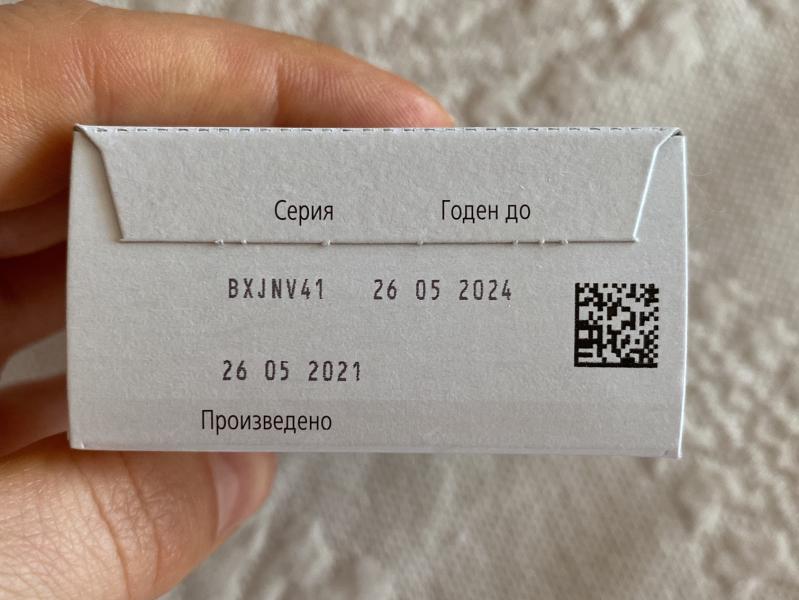 Серия Годен до
BXJNV41 26 05 2024
26 05 2021
Произведено